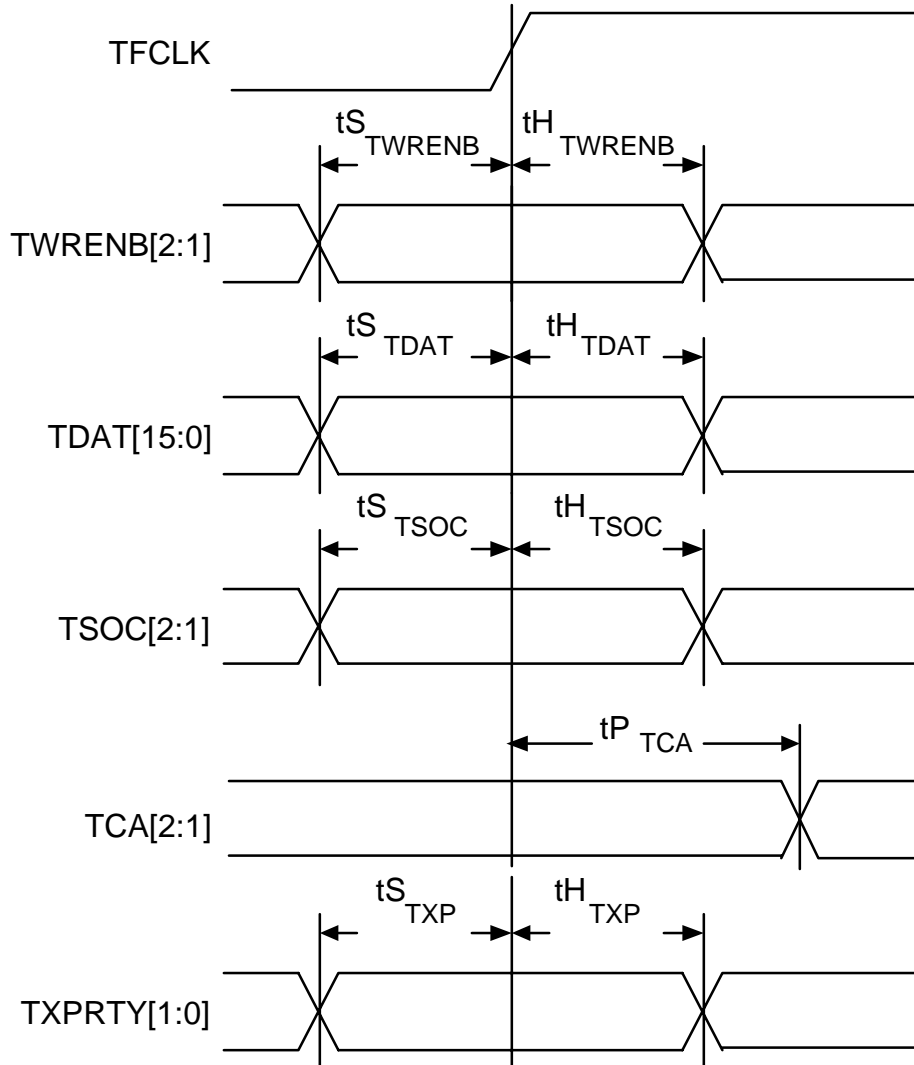 TFCLK
tS TWRENB tH TWRENB
TWRENB[2:1]
tS TDAT tH TDAT
TDAT[15:0]
tS TSOC tH TSOC
TSOC[2:1]
tP TCA
TCA[2:1]
tS TXP tH TXP
TXPRTY[1:0]